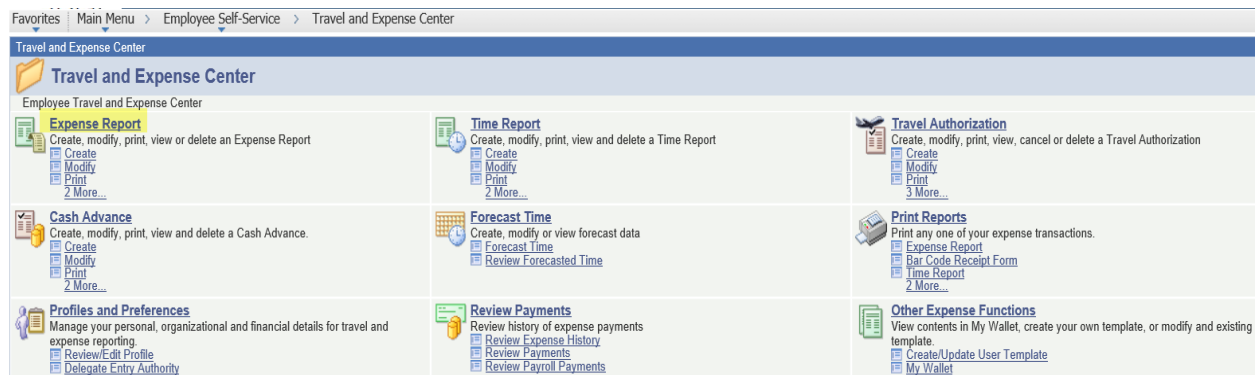 Favorites Main Menu > Employee Self-Service > Travel and Expense Center
Travel and Expense Center
Travel and Expense Center
Employee Travel and Expense Center
Expense Report
Create, modify, print, view or delete an Expense Report
Create
Modify
Print
2 More...
Time Report
Create, modify, print, view and delete a Time Report
Create
Modify
Print
2 More...
Travel Authorization
Create, modify, print, view, cancel or delete a Travel Authorization
Create
Modify
Print
3 More...
Cash Advance
Create, modify, print, view and delete a Cash Advance.
Create
Modify
Print
2 More...
Forecast Time
Create, modify or view forecast data
Forecast Time
Review Forecasted Time
Print Reports
Print any one of your expense transactions.
Expense Report
Bar Code Receipt Form
Time Report
2 More...
Profiles and Preferences
Manage your personal, organizational and financial details for travel and
expense reporting.
Review/Edit Profile
Delegate Entry Authority
Review Payments
Review history of expense payments
Review Expense History
Review Payments
Review Payroll Payments
Other Expense Functions
View contents in My Wallet, create your own template, or modify and existing
template.
Create/Update User Template
My Wallet